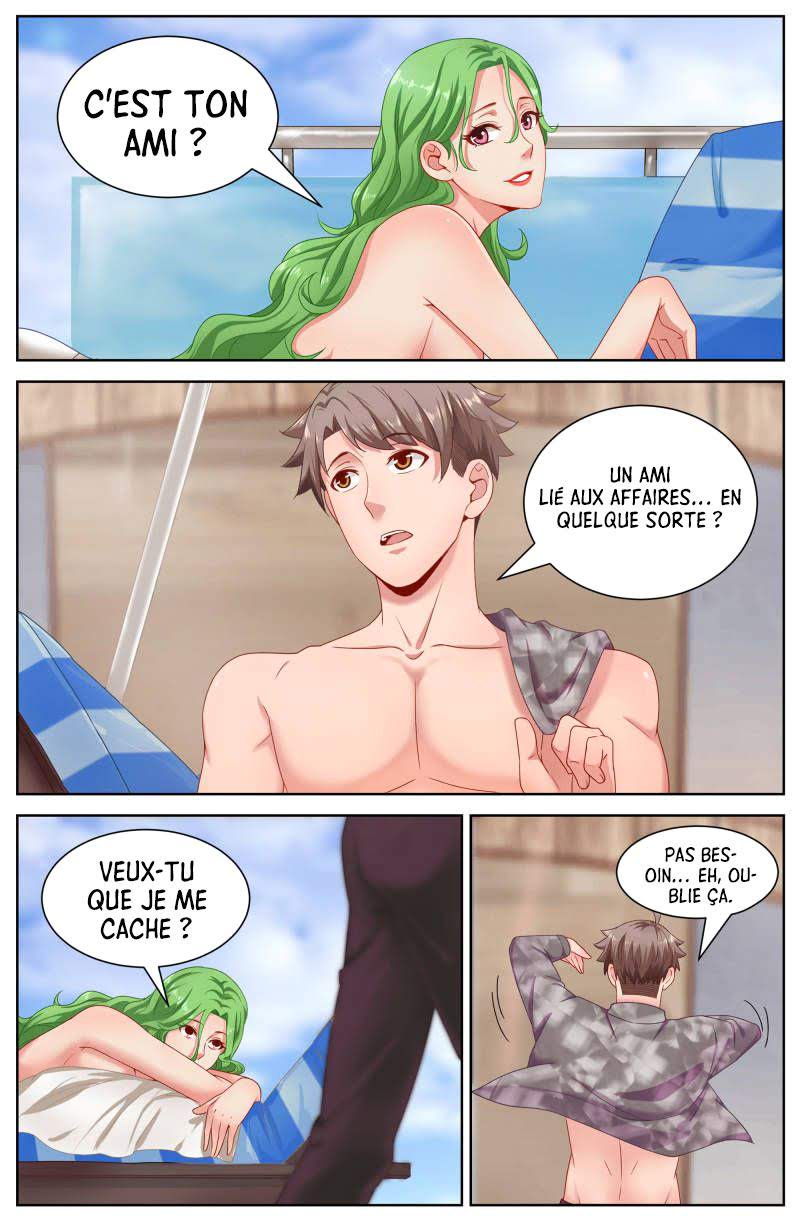 C'EST TON
AMI ?
UN AMI
LIÉ AUX AFFAIRES... EN
QUELQUE SORTE ?
VEUX-TU
QUE JE ME
CACHE ?
PAS BES-
OIN... EH, OU-
BLIE ÇA.